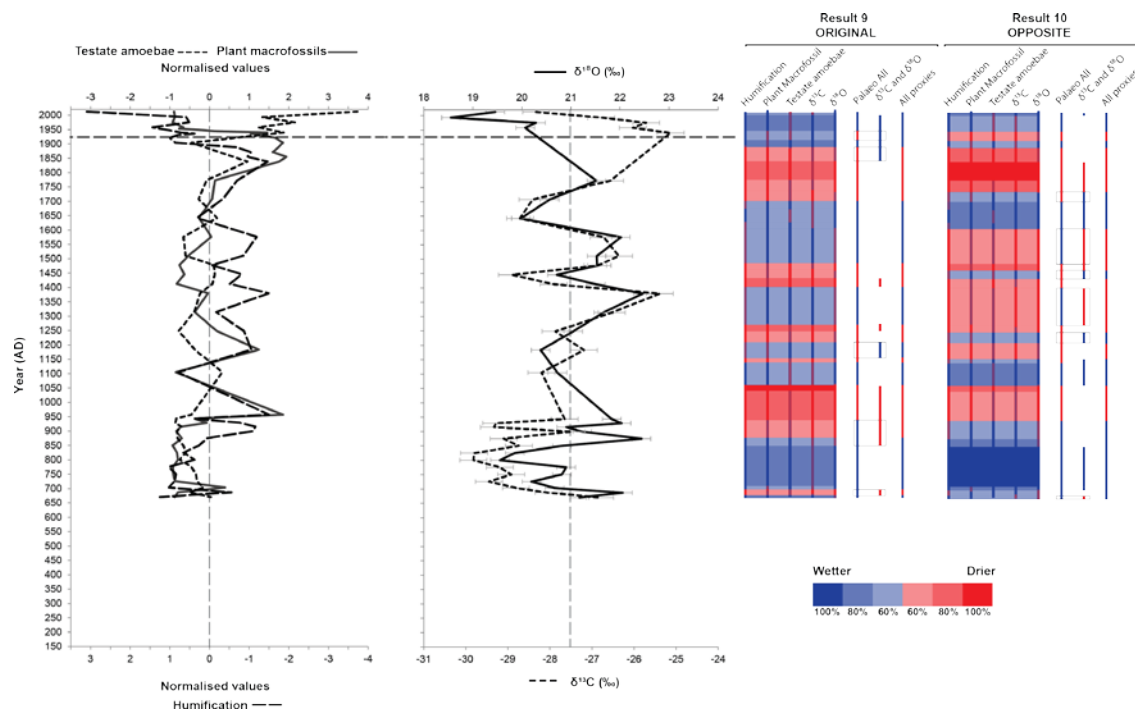 Result 9
ORIGINAL
Result 10
OPPOSITE
Testate amoebae Plant macrofossils
Normalised values
δ¹⁸O (‰)
Humification
Plant Macrofossil
Testate amoebae
δ¹³C
δ¹⁸O
Palaeo All
δ¹³C and δ¹⁸O
All proxies
Humification
Plant Macrofossil
Testate amoebae
δ¹³C
δ¹⁸O
Palaeo All
δ¹³C and δ¹⁸O
All proxies
-3 -2 -1 0 1 2 3 4
18 19 20 21 22 23 24
Year (AD)
2000
1950
1900
1850
1800
1750
1700
1650
1600
1550
1500
1450
1400
1350
1300
1250
1200
1150
1100
1050
1000
950
900
850
800
750
700
650
600
550
500
450
400
350
300
250
200
150
3 2 1 0 -1 -2 -3 -4
-31 -30 -29 -28 -27 -26 -25 -24
Normalised values
Humification
δ¹³C (‰)
Wetter Drier
100% 80% 60% 60% 80% 100%